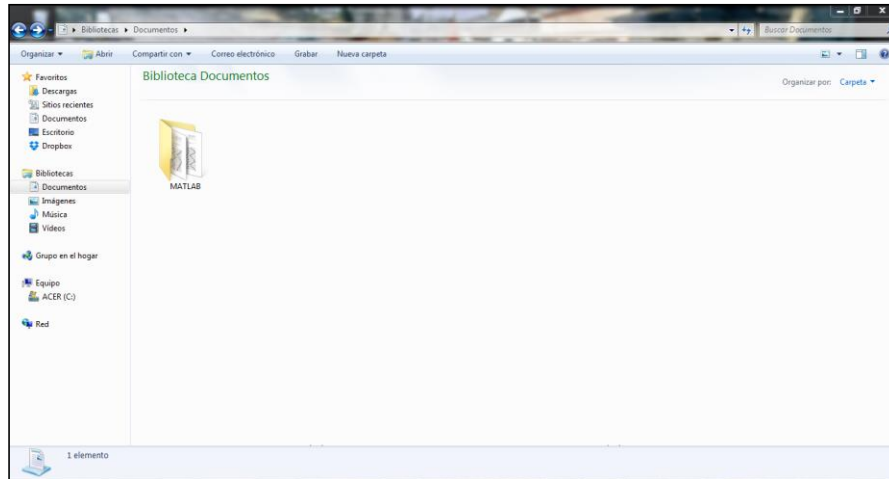 Bibliotecas Documentos
Buscar Documentos
Organizar Abrir Compartir con Correo electrónico Grabar Nueva carpeta
Favoritos
Descargas
Sitios recientes
Documentos
Escritorio
Dropbox
Bibliotecas
Documentos
Imágenes
Música
Vídeos
Grupo en el hogar
Equipo
ACER (C:)
Red
Biblioteca Documentos
Organizar por: Carpeta
MATLAB
1 elemento